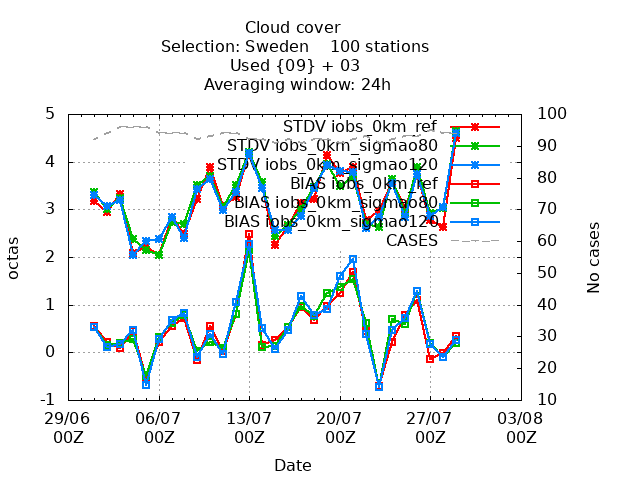 Cloud cover
Selection: Sweden    100 stations
Used {09} + 03
Averaging window: 24h
5 100
STDV iobs_0km_ref
90
STDV iobs_0km_sigmao80
4 80
STDV iobs_0km_sigmao120
BIAS iobs_0km_ref
3 70
BIAS iobs_0km_sigmao80
BIAS iobs_0km_sigmao120
60
CASES
2
octas
No cases
50
1 40
30
0 20
-1 10
29/06 06/07 13/07 20/07 27/07 03/08
00Z 00Z 00Z 00Z 00Z 00Z
Date